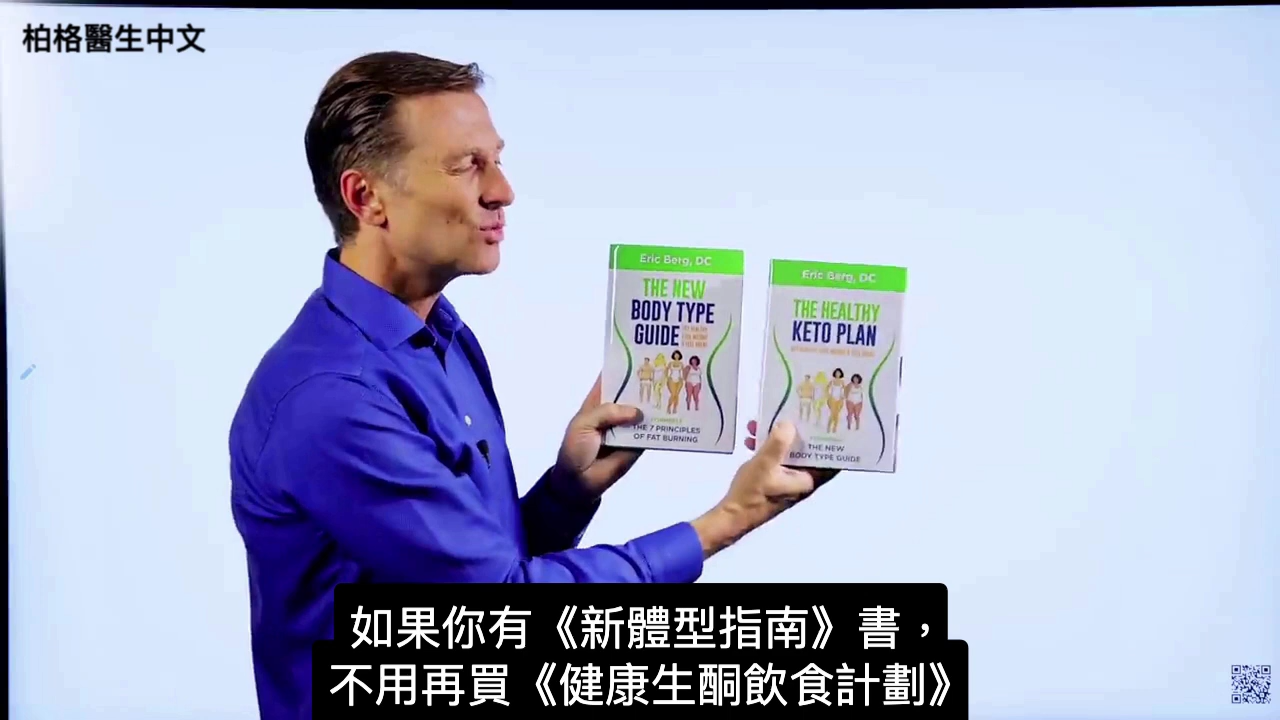 柏格醫生中文
Eric Berg, DC
THE NEW
BODY TYPE
GUIDE
THE 7 PRINCIPLES
OF FAT BURNING
Eric Berg, DC
THE HEALTHY
KETO PLAN
THE NEW
BODY TYPE GUIDE
如果你有《新體型指南》書，
不用再買《健康生酮飲食計劃》